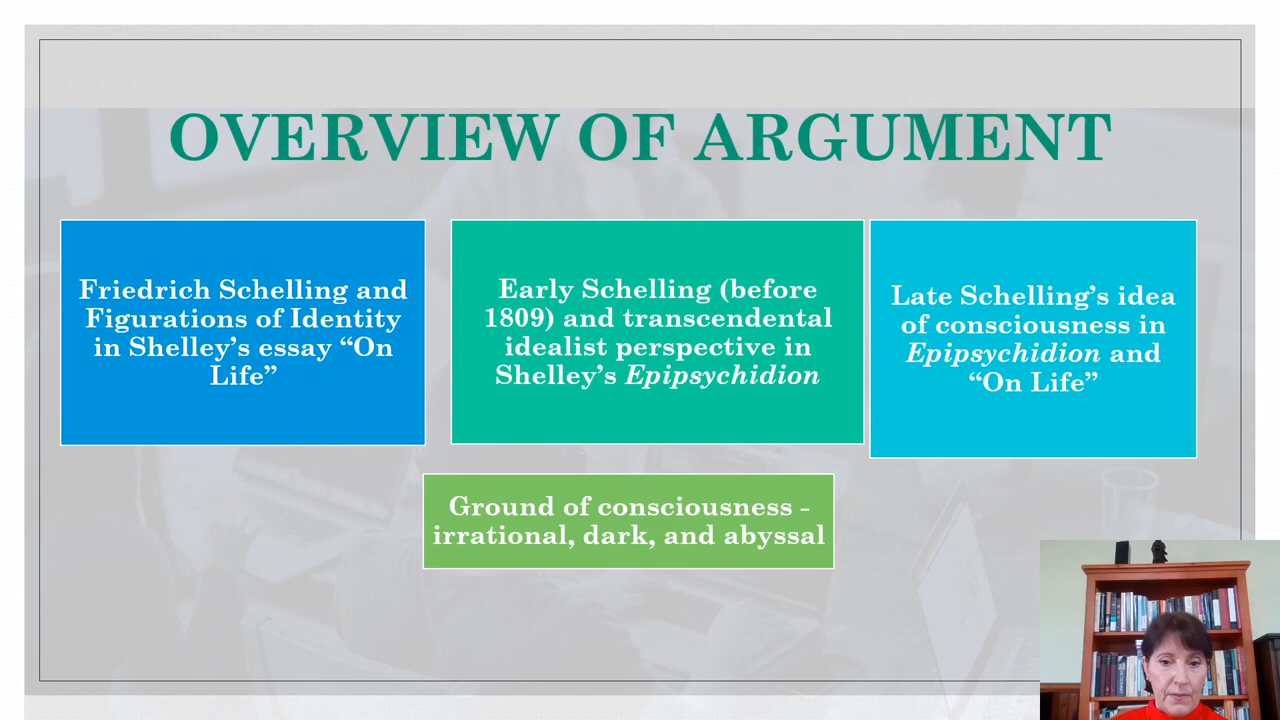 OVERVIEW OF ARGUMENT
Friedrich Schelling and
Figurations of Identity
in Shelley’s essay “On
Life”
Early Schelling (before
1809) and transcendental
idealist perspective in
Shelley’s Epipsychidion
Late Schelling’s idea
of consciousness in
Epipsychidion and
“On Life”
Ground of consciousness -
irrational, dark, and abyssal